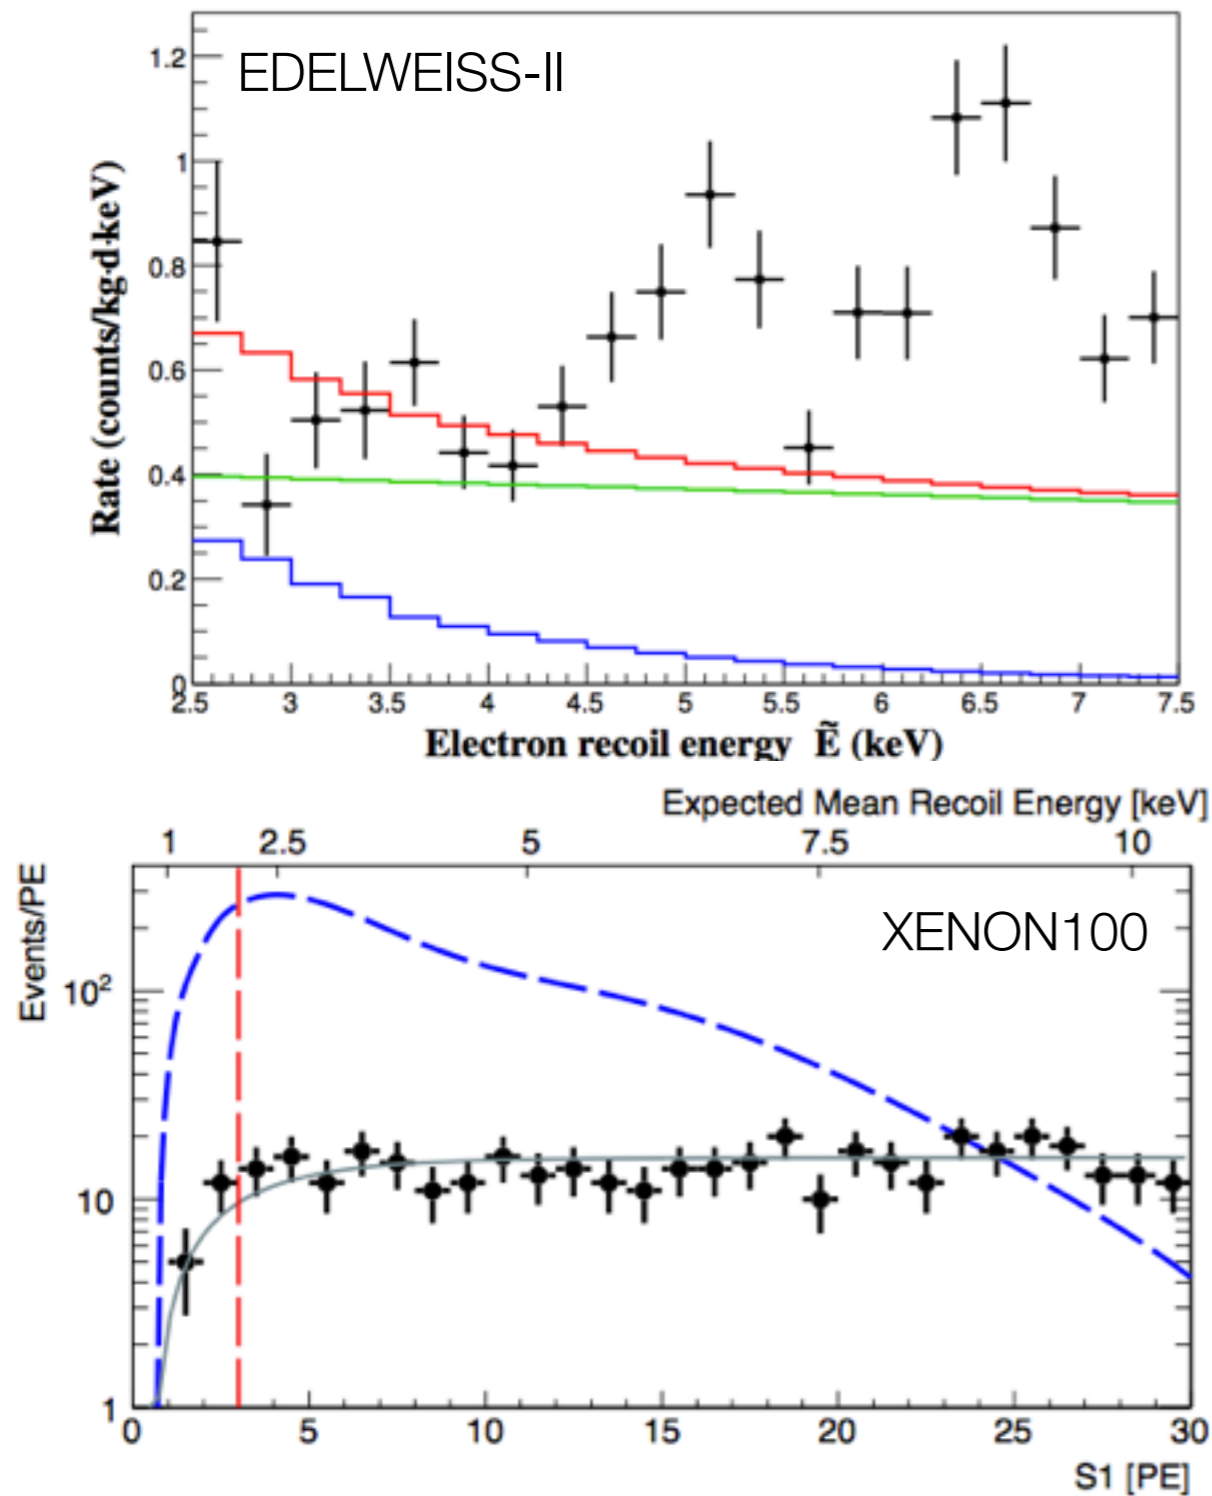 EDELWEISS-II
1.2
1
0.8
0.6
0.4
0.2
0
Rate (counts/kg·d·keV)
2.5 3 3.5 4 4.5 5 5.5 6 6.5 7 7.5
Electron recoil energy Ẽ (keV)
Expected Mean Recoil Energy [keV]
1 2.5 5 7.5 10
XENON100
Events/PE
10²
10
1
0 5 10 15 20 25 30
S1 [PE]